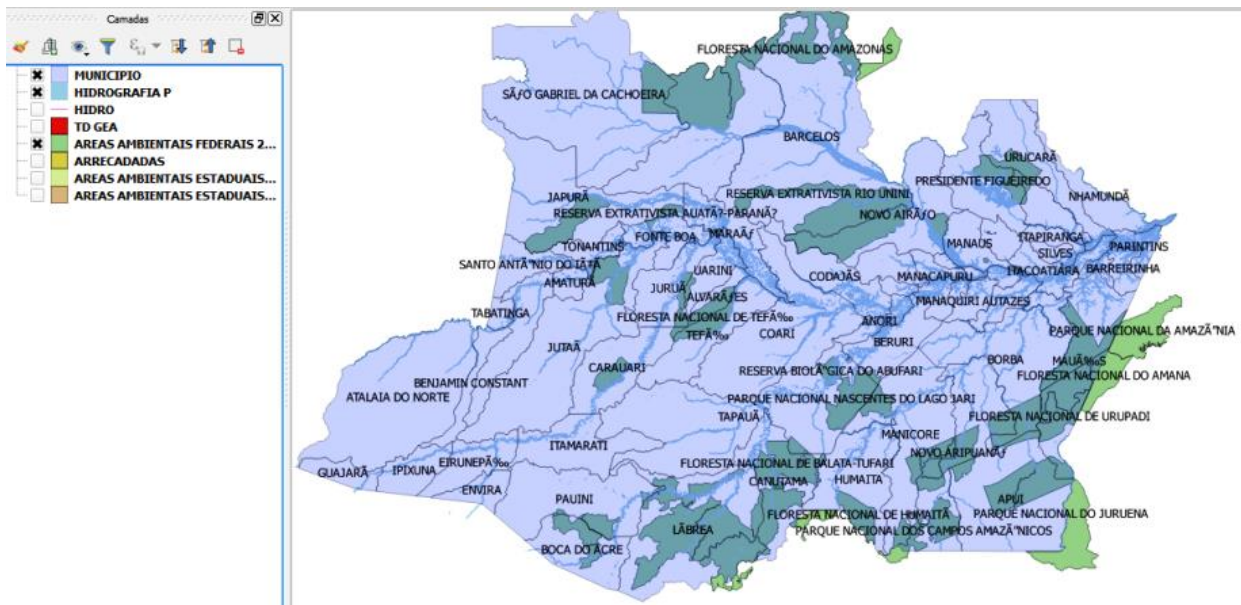 Camadas
MUNICIPIO
HIDROGRAFIA P
HIDRO
TD GEA
AREAS AMBIENTAIS FEDERAIS 2...
ARRECADADAS
AREAS AMBIENTAIS ESTADUAIS...
AREAS AMBIENTAIS ESTADUAIS...
FLORESTA NACIONAL DO AMAZONAS
SÃƒO GABRIEL DA CACHOEIRA
BARCELOS
URUCARÃ
PRESIDENTE FIGUEIREDO
NHAMUNDÃ
JAPURÃ
RESERVA EXTRATIVISTA RIO UNINI
RESERVA EXTRATIVISTA AUATÃ?-PARANÃ?
NOVO AIRÃƒO
FONTE BOA
MARAÃƒ
TONANTINS
MANAUS
ITAPIRANGA
SILVES
PARINTINS
SANTO ANTÃ"NIO DO IÃ‡Ã
AMATURÃ
UARINI
JURUÃ
ALVARÃƒES
CODAJÃS
MANACAPURU
ITACOATIARA
BARREIRINHA
MANAQUIRI
AUTAZES
TABATINGA
FLORESTA NACIONAL DE TEFÃ‰
TEFÃ‰
COARI
ANORI
BERURI
PARQUE NACIONAL DA AMAZÃ"NIA
JUTAÃ
CARAUARI
BORBA
MAUÃ‰S
BENJAMIN CONSTANT
ATALAIA DO NORTE
RESERVA BIOLÃ"GICA DO ABUFARI
FLORESTA NACIONAL DO AMANA
PARQUE NACIONAL NASCENTES DO LAGO JARI
TAPAUÃ
FLORESTA NACIONAL DE URUPADI
MANICORE
ITAMARATI
NOVO ARIPUANÃƒ
GUAJARÃ
IPIXUNA
EIRUNEPÃ‰
FLORESTA NACIONAL DE BALATA-TUFARI
CANUTAMA
HUMAITA
ENVIRA
PAUINI
APUI
FLORESTA NACIONAL DE HUMAITÃ
PARQUE NACIONAL DO JURUENA
PARQUE NACIONAL DOS CAMPOS AMAZÃ"NICOS
LÃBREA
BOCA DO ACRE